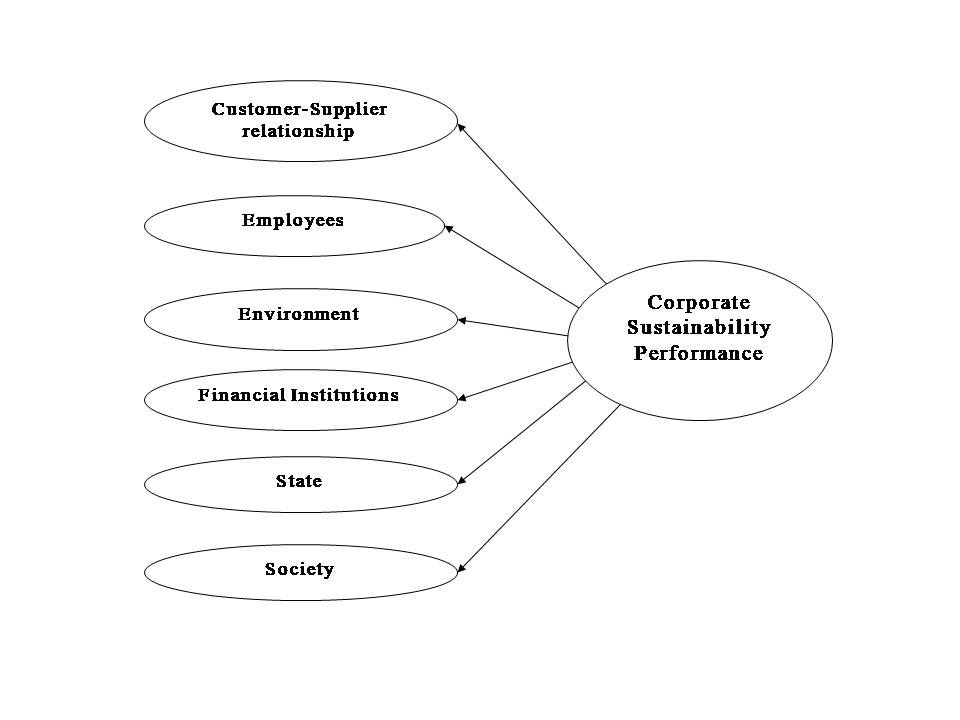 Customer-Supplier
relationship
Employees
Environment
Financial Institutions
State
Society
Corporate
Sustainability
Performance